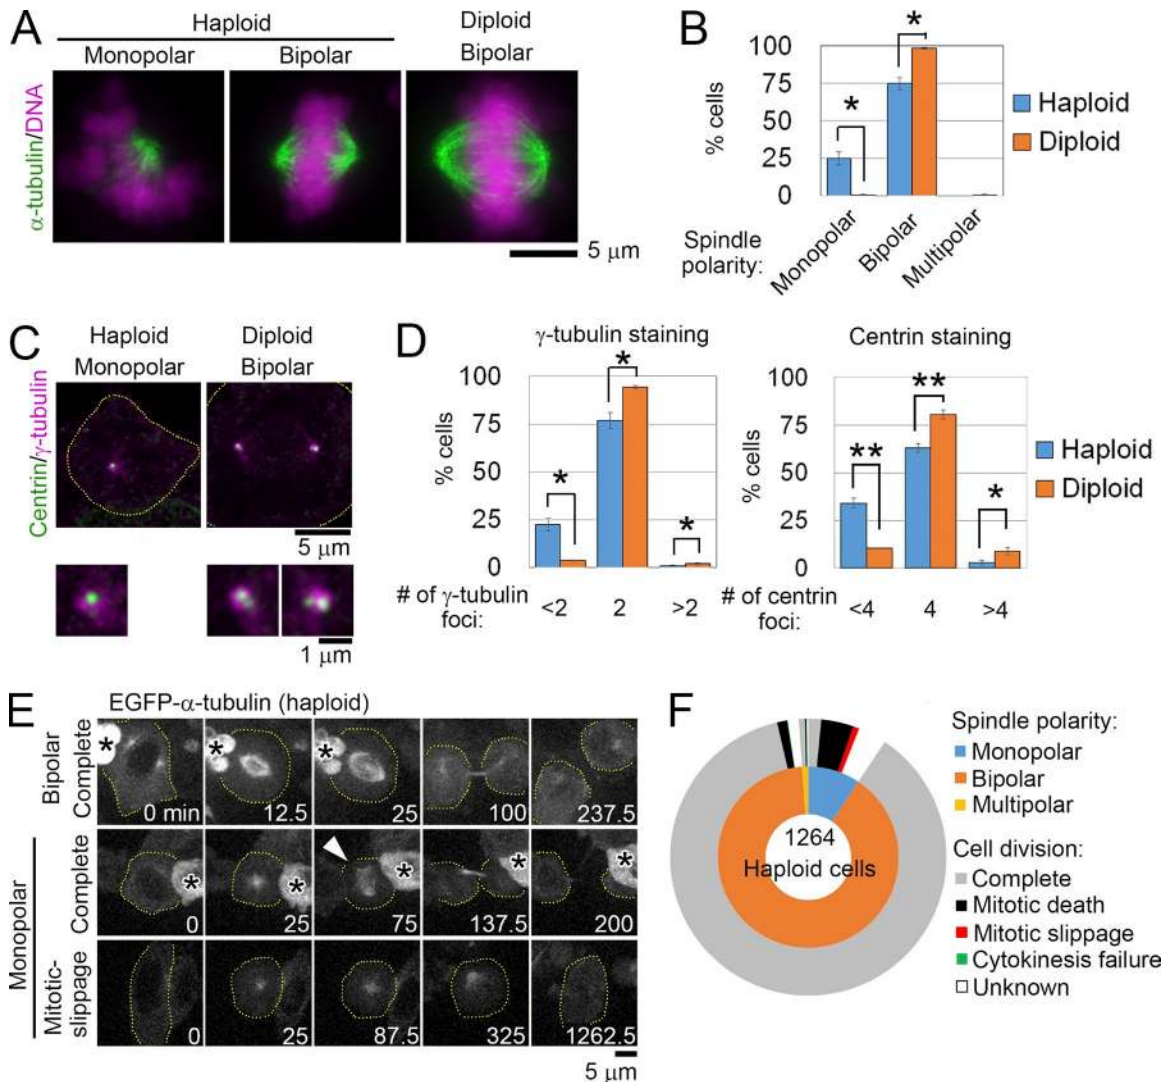 A
Haploid
Diploid
Monopolar
Bipolar
Bipolar
α-tubulin/DNA
5 μm
B
% cells
100
75
50
25
0
*
*
Haploid
Diploid
Spindle
polarity:
Monopolar
Bipolar
Multipolar
C
Haploid
Monopolar
Diploid
Bipolar
Centrin/γ-tubulin
5 μm
1 μm
D
γ-tubulin staining
% cells
100
75
50
25
0
*
*
*
# of γ-tubulin
foci:
<2
2
>2
Centrin staining
% cells
100
75
50
25
0
**
**
*
# of centrin
foci:
<4
4
>4
Haploid
Diploid
E
EGFP-α-tubulin (haploid)
Bipolar
Complete
* * *
0 min 12.5 25 100 237.5
Monopolar
Complete
* * * * *
0 25 75 137.5 200
Mitotic-
slippage
0 25 87.5 325 1262.5
5 μm
F
1264
Haploid cells
Spindle polarity:
Monopolar
Bipolar
Multipolar
Cell division:
Complete
Mitotic death
Mitotic slippage
Cytokinesis failure
Unknown